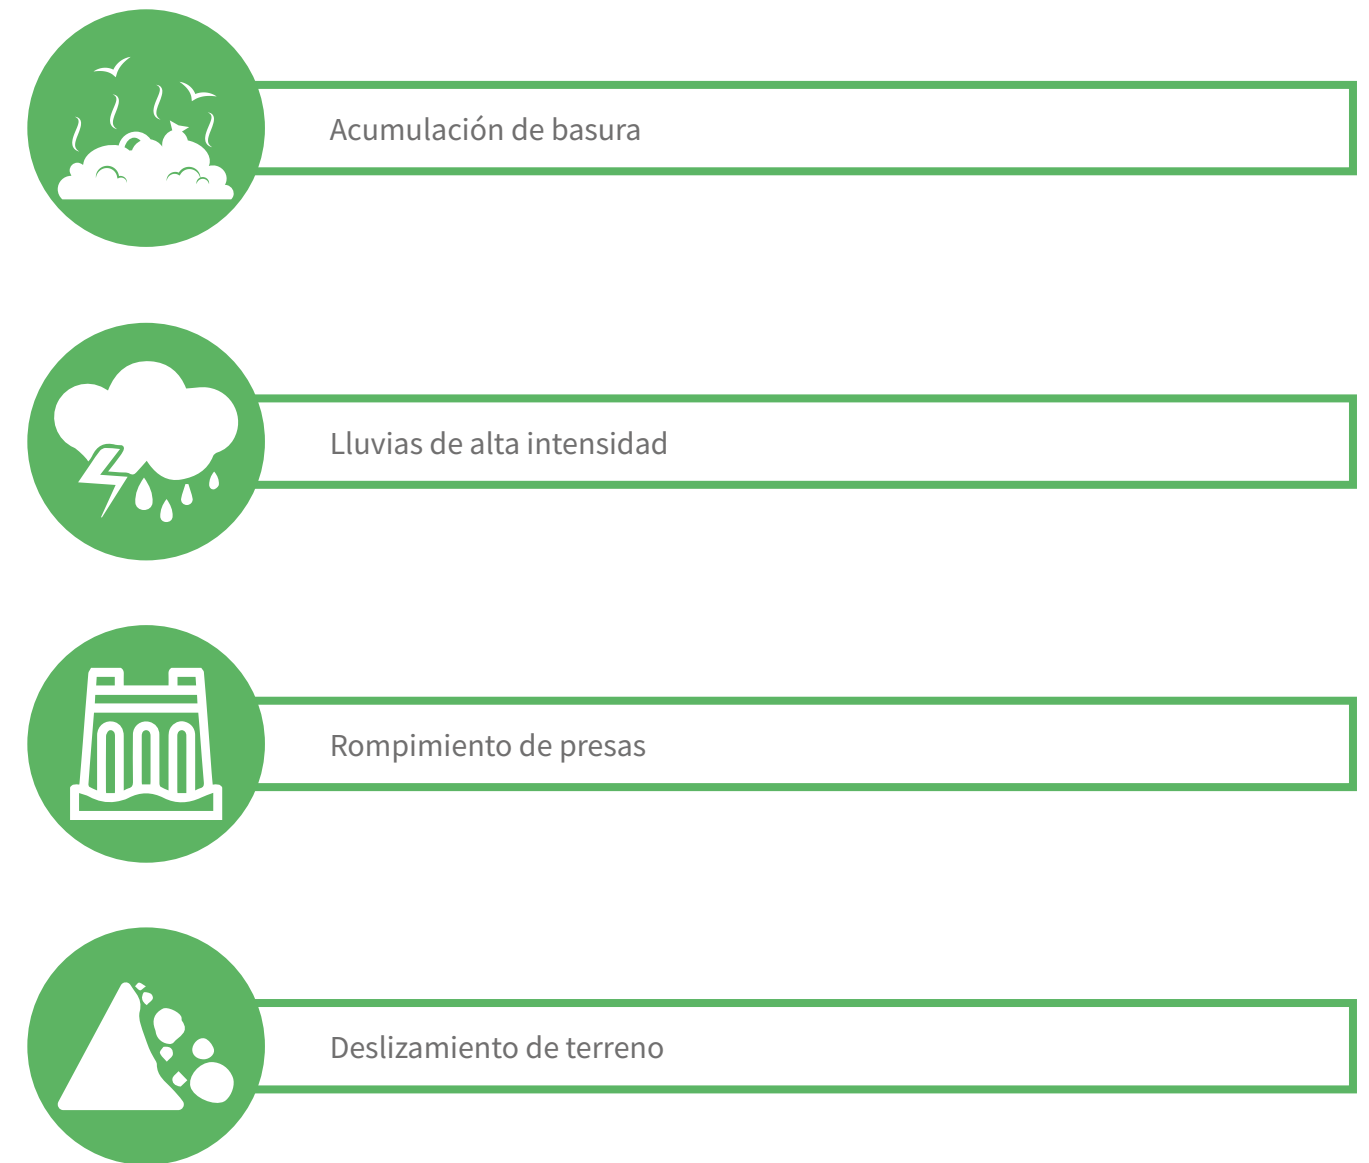 Acumulación de basura
Lluvias de alta intensidad
Rompimiento de presas
Deslizamiento de terreno